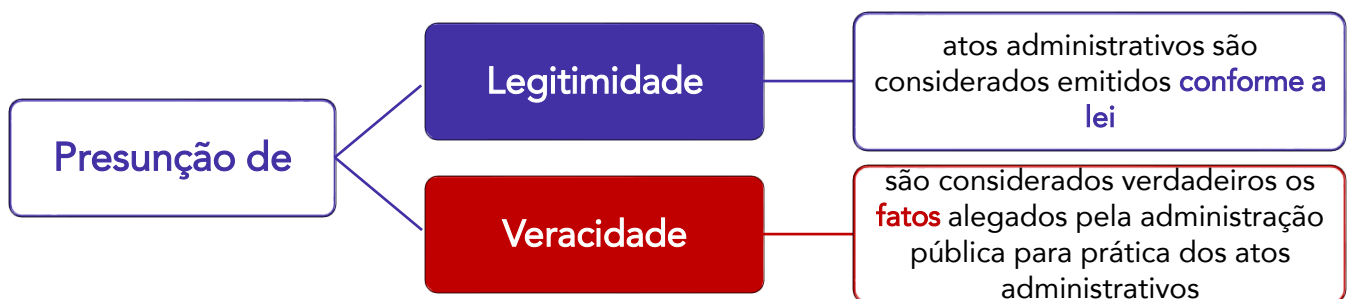 Presunção de
Legitimidade
atos administrativos são
considerados emitidos conforme a
lei
Veracidade
são considerados verdadeiros os
fatos alegados pela administração
pública para prática dos atos
administrativos